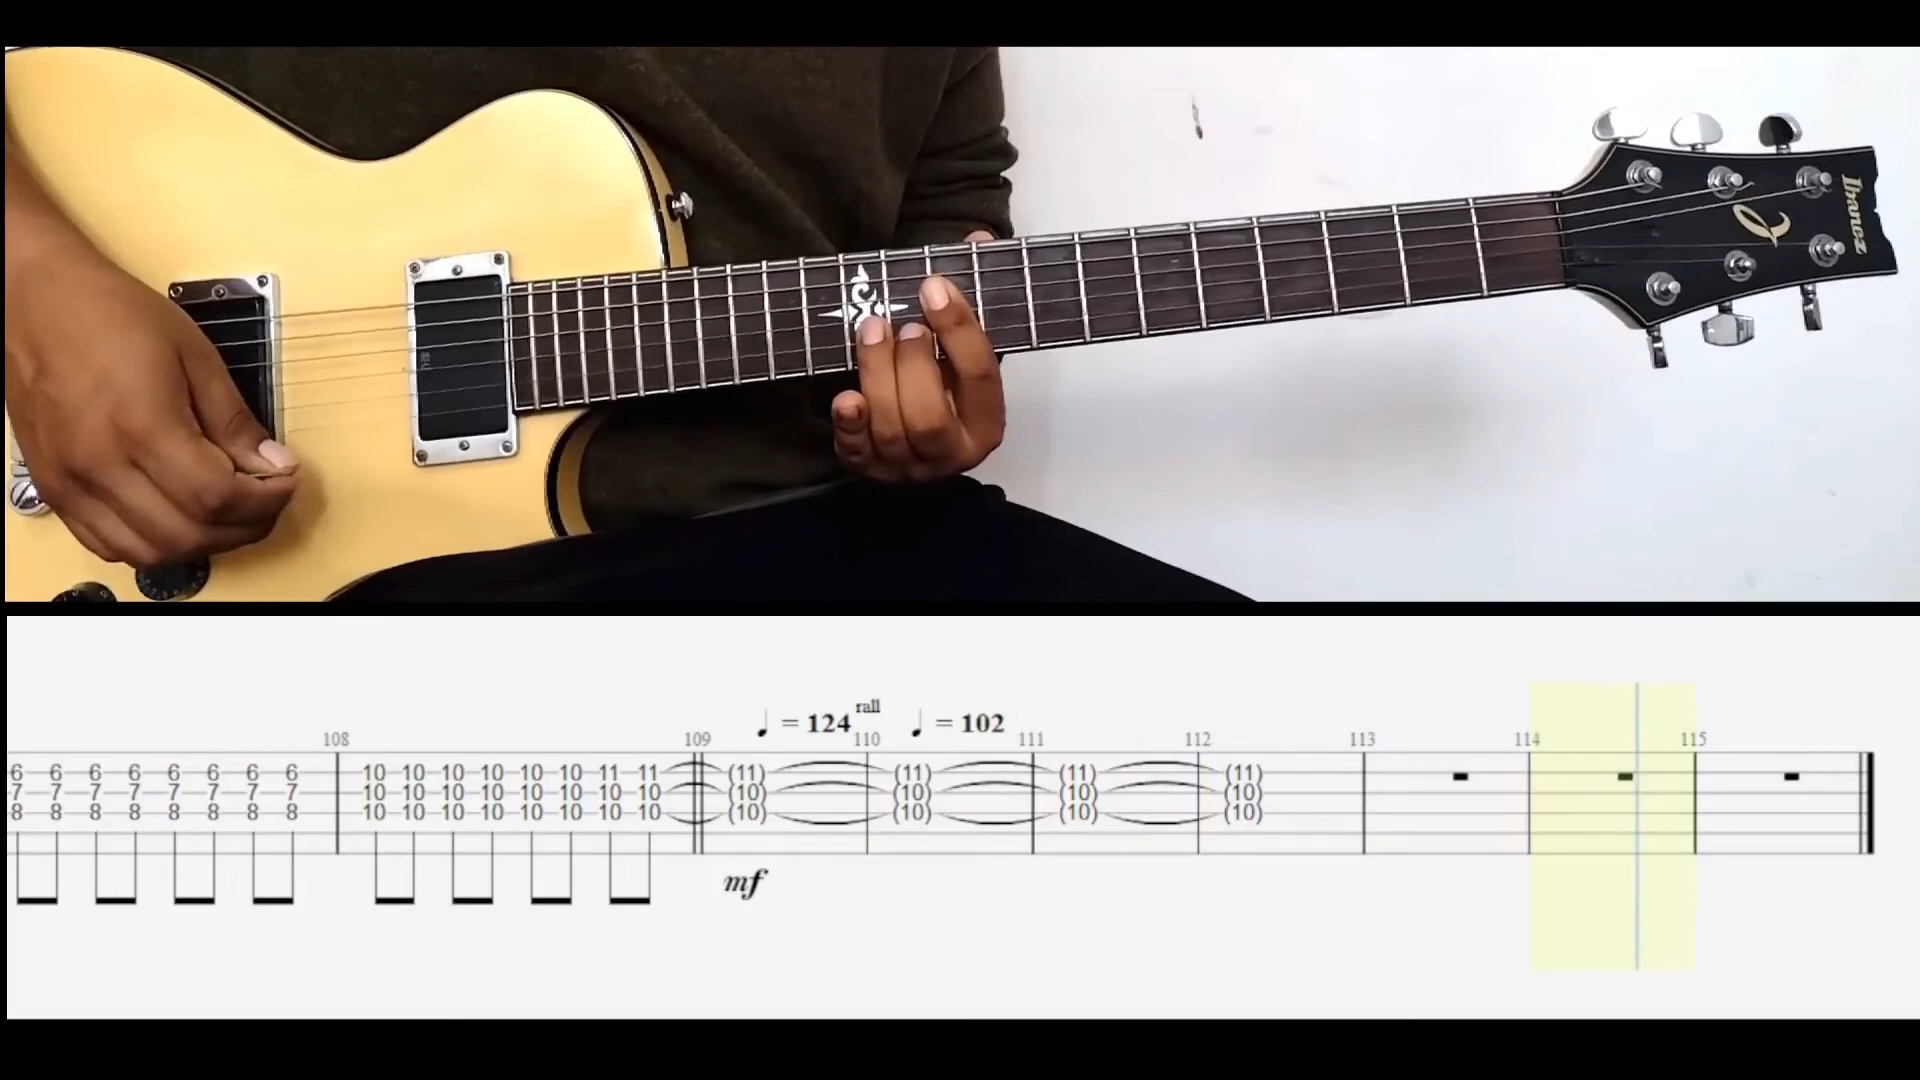 Ibanez
♩ = 124 rall ♩ = 102
108 109 110 111 112 113 114 115
6 6 6 6 6 6 6 6 10 10 10 10 10 10 11 11 (11) (11) (11) (11)
7 7 7 7 7 7 7 7 10 10 10 10 10 10 10 10 (10) (10) (10) (10)
8 8 8 8 8 8 8 8 10 10 10 10 10 10 10 10 (10) (10) (10) (10)
mf